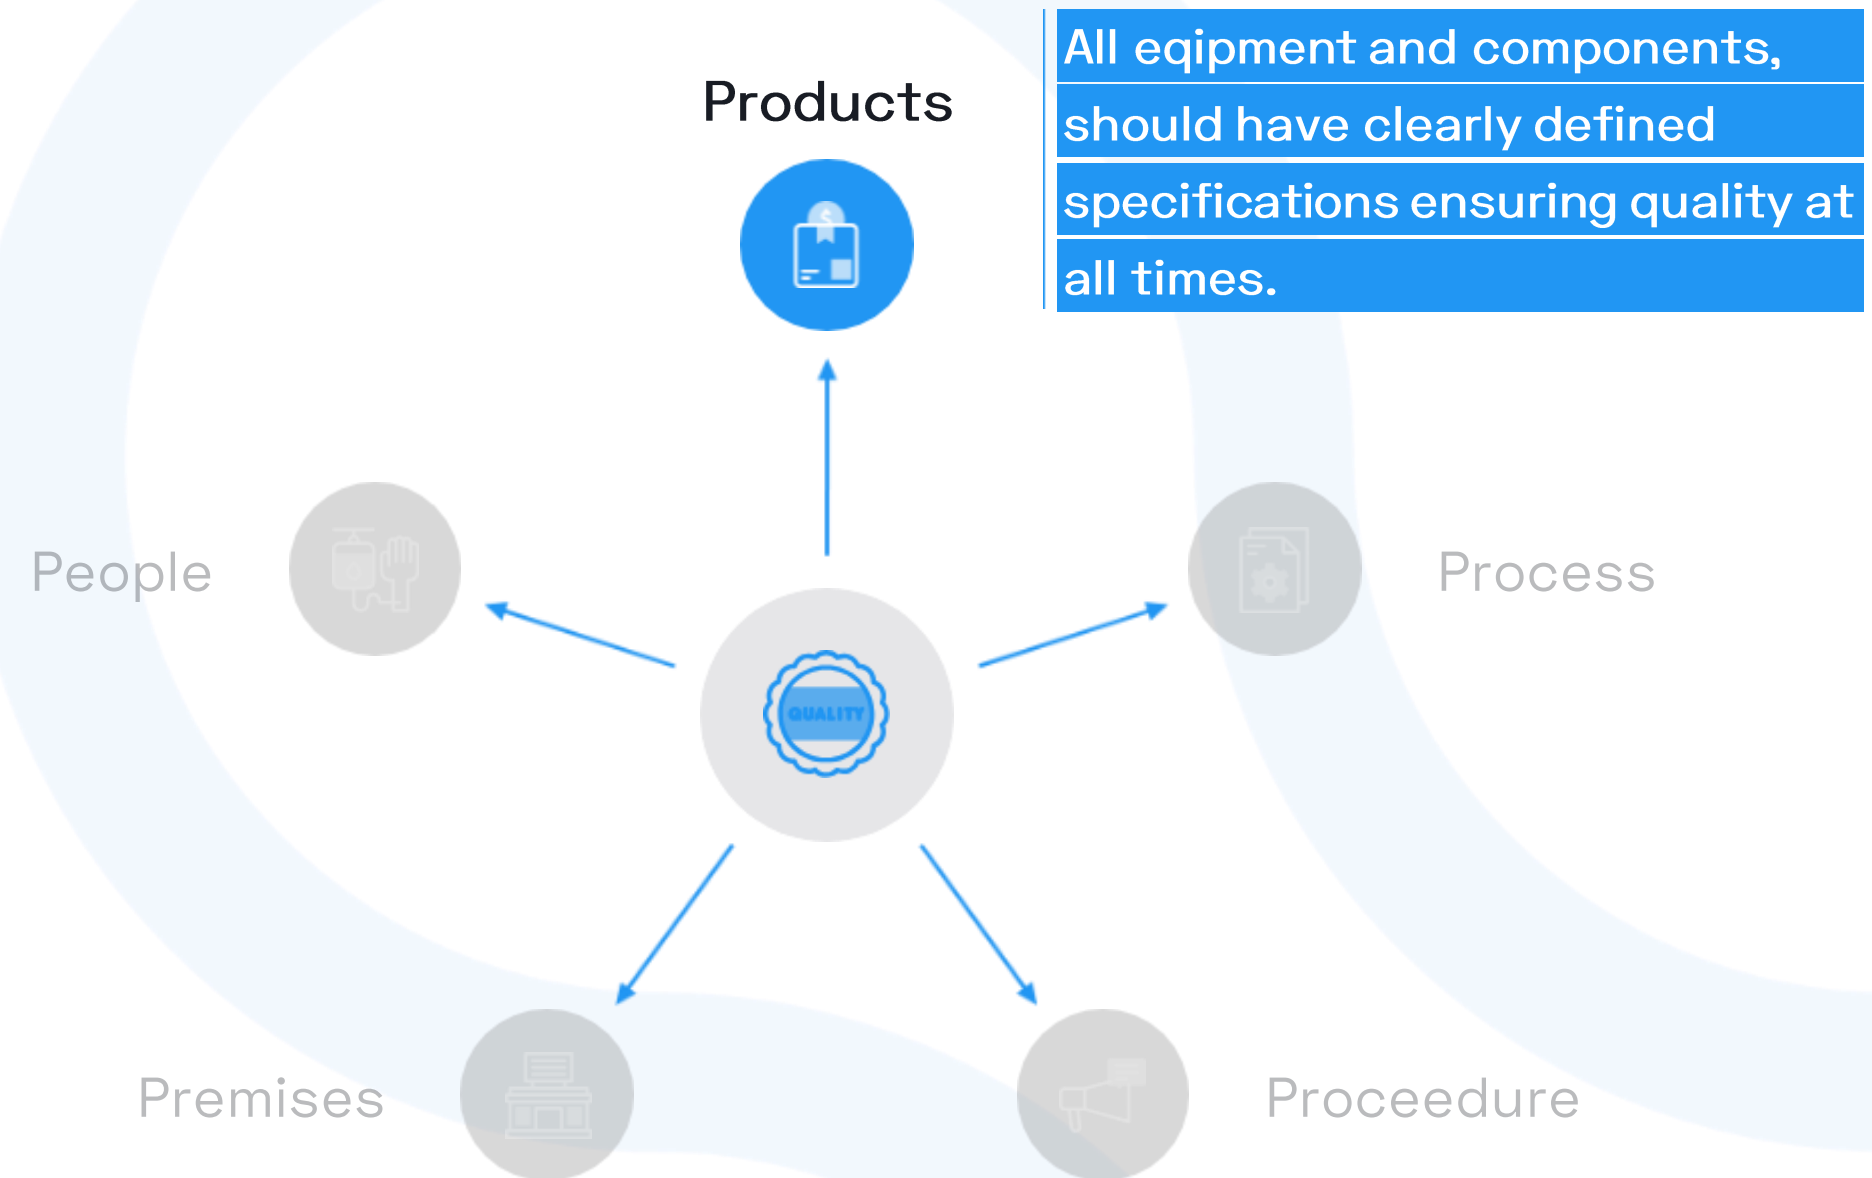 All eqipment and components,
should have clearly defined
specifications ensuring quality at
all times.
Products
$
People
Process
QUALITY
Premises
Proceedure